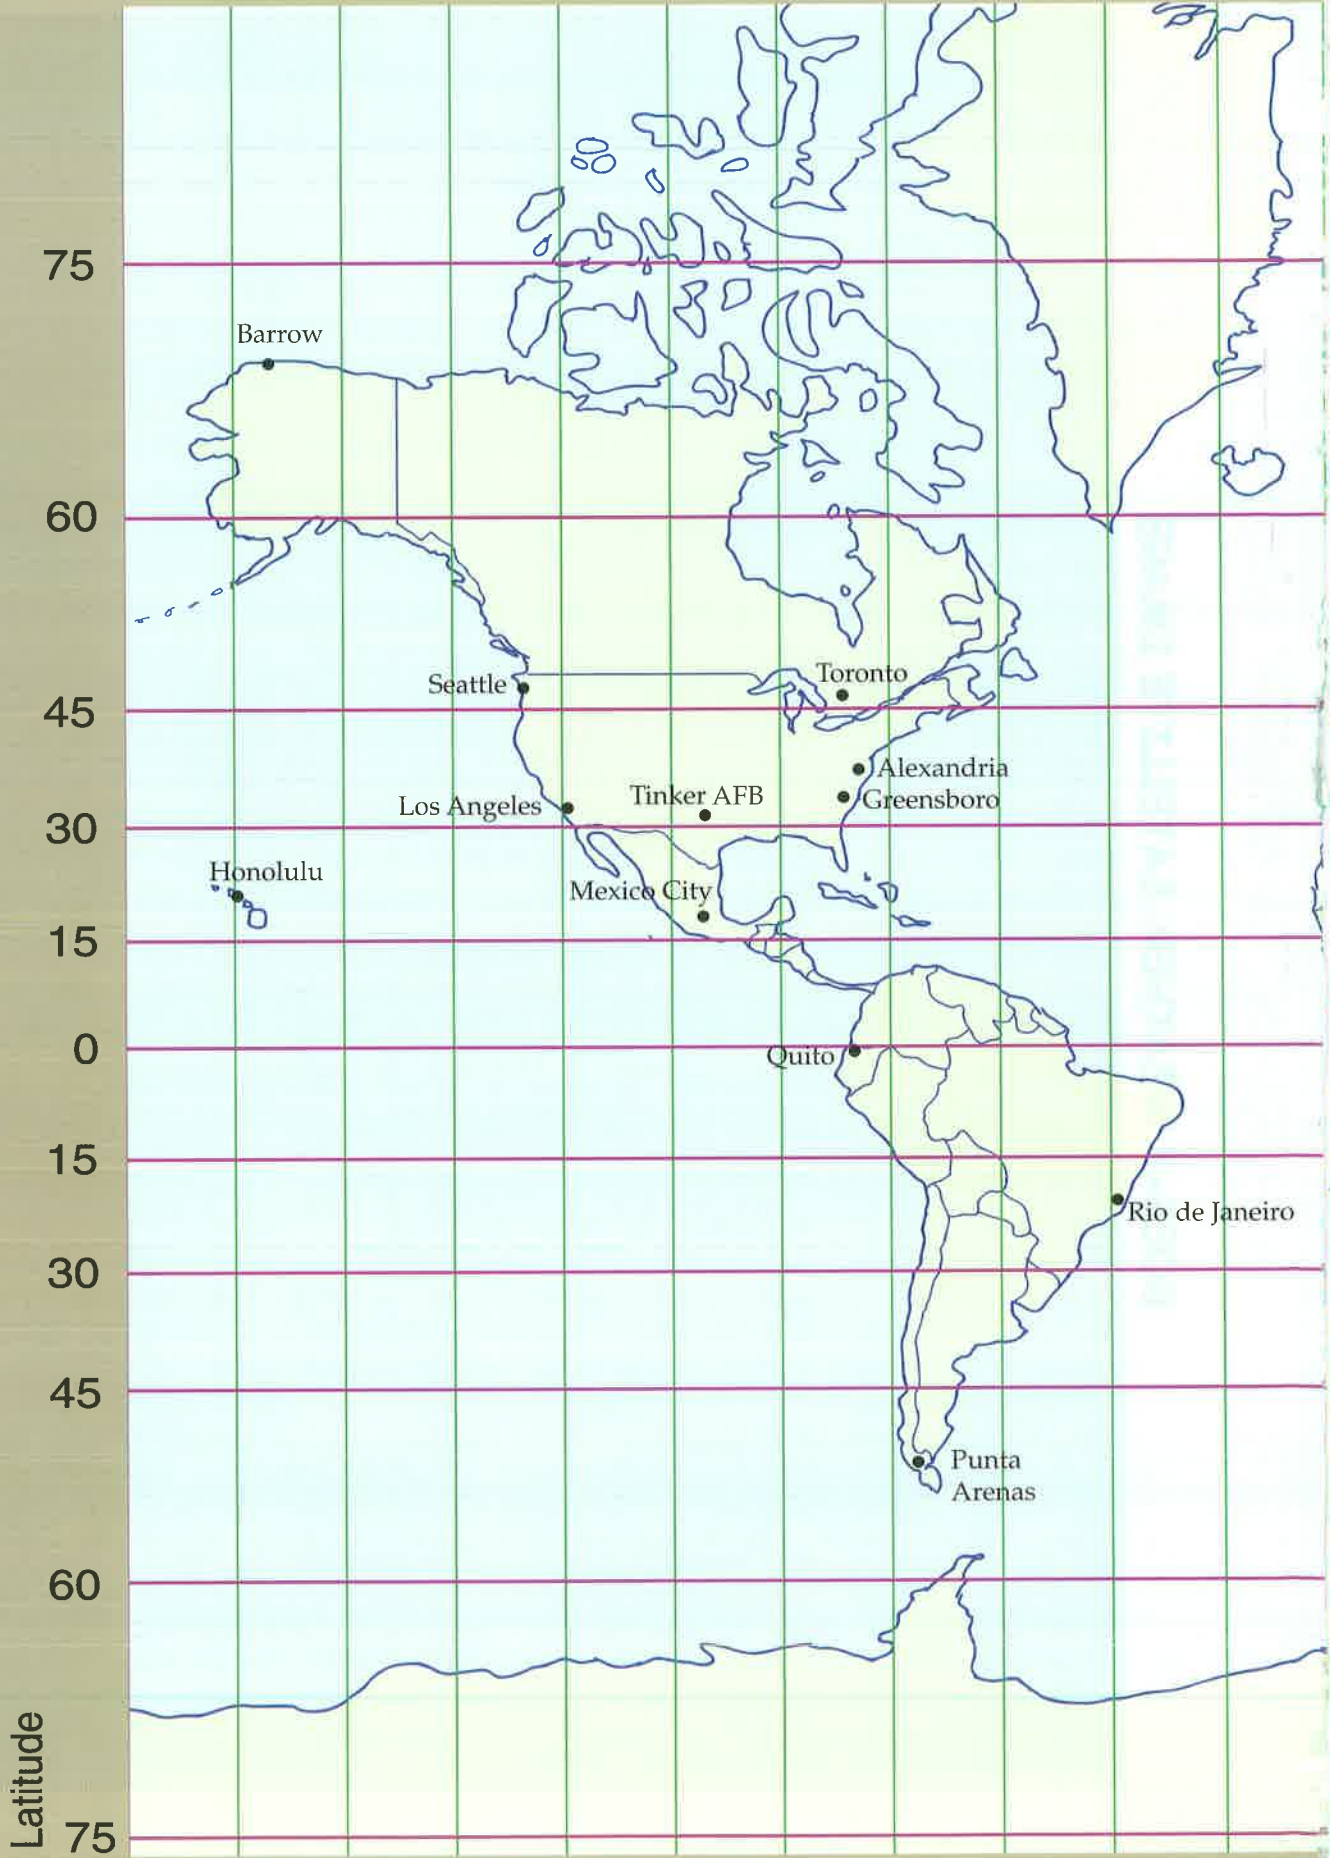 75
Barrow
60
Toronto
Seattle
45
Alexandria
Tinker AFB
Greensboro
Los Angeles
30
Honolulu
Mexico City
15
0
Quito
15
Rio de Janeiro
30
45
Punta
Arenas
60
Latitude
75